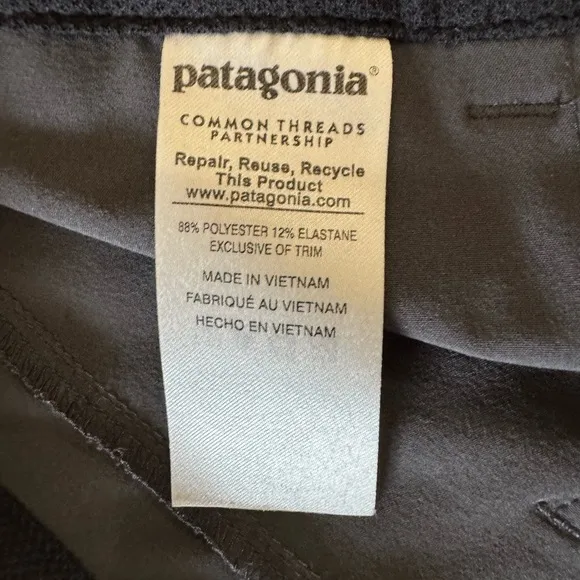 patagonia®
COMMON THREADS
PARTNERSHIP
Repair, Reuse, Recycle
This Product
www.patagonia.com
88% POLYESTER 12% ELASTANE
EXCLUSIVE OF TRIM
MADE IN VIETNAM
FABRIQUÉ AU VIETNAM
HECHO EN VIETNAM